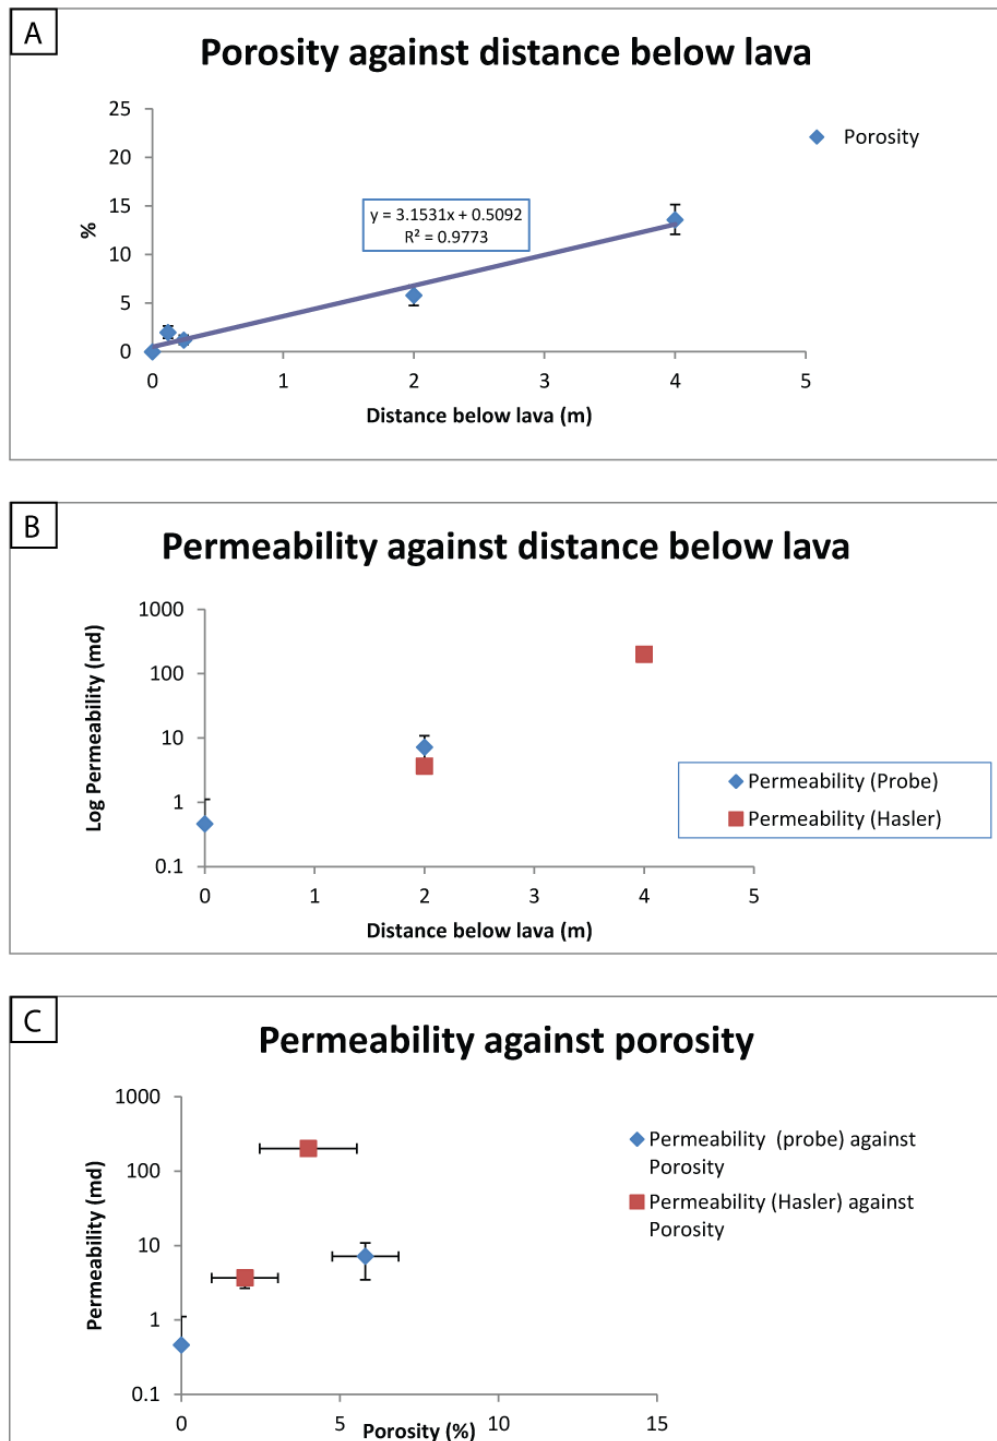 A
Porosity against distance below lava
25
20
15
10
5
0
%
y = 3.1531x + 0.5092
R² = 0.9773
Porosity
0 1 2 3 4 5
Distance below lava (m)
B
Permeability against distance below lava
1000
100
10
1
0.1
Log Permeability (md)
Permeability (Probe)
Permeability (Hasler)
0 1 2 3 4 5
Distance below lava (m)
C
Permeability against porosity
1000
100
10
1
0.1
Permeability (md)
Permeability (probe) against
Porosity
Permeability (Hasler) against
Porosity
0 5 10 15
Porosity (%)